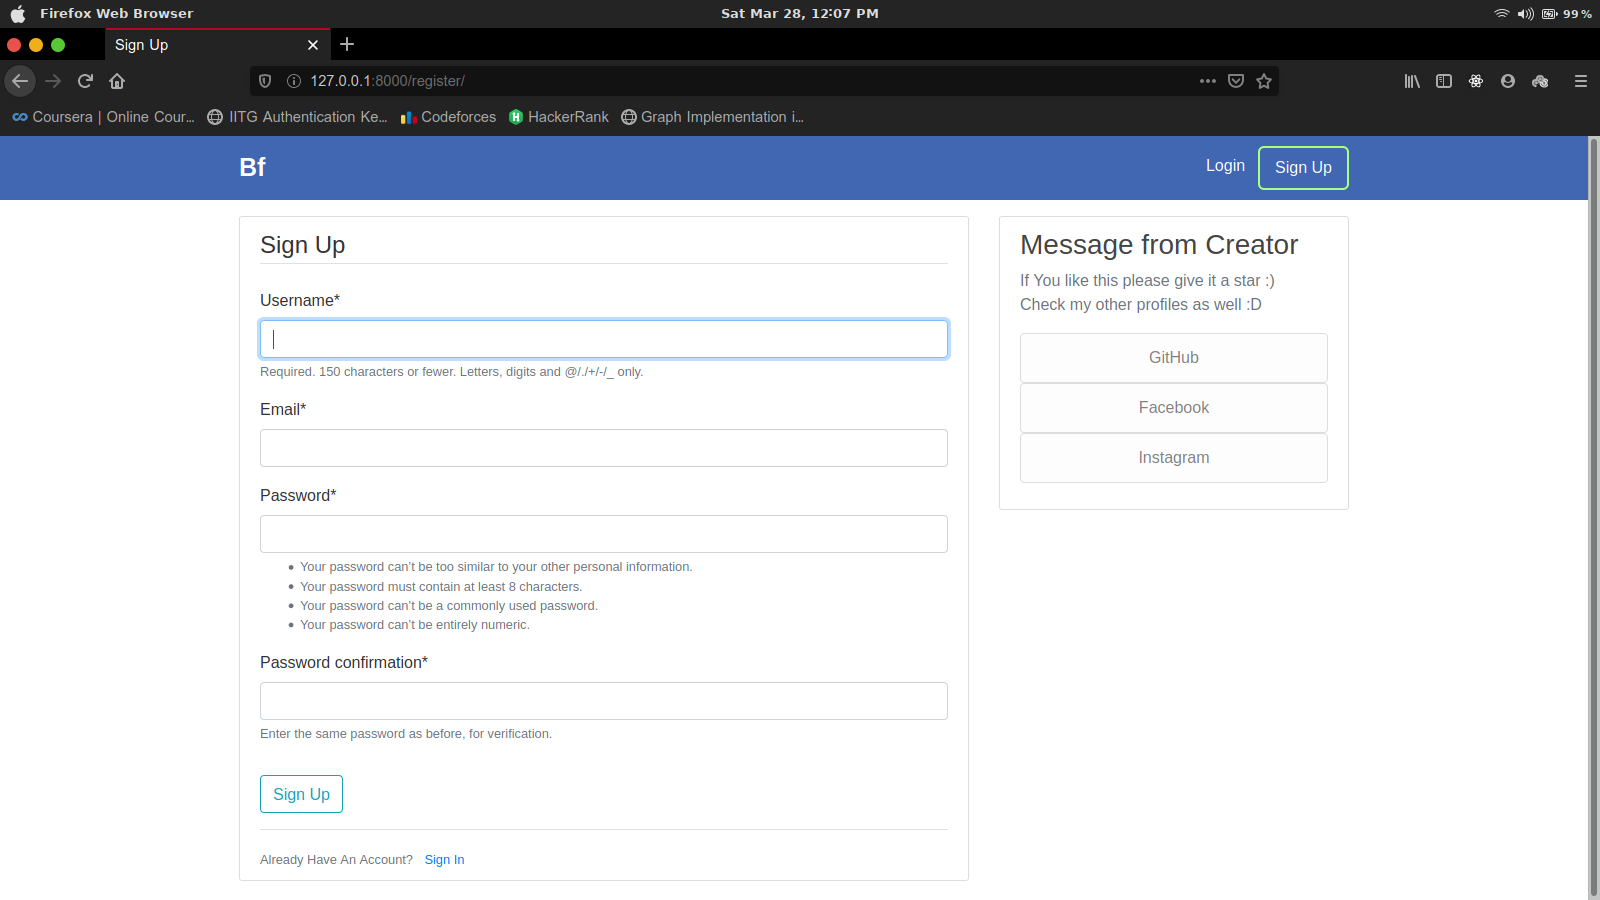 Firefox Web Browser
Sat Mar 28, 12:07 PM
99 %
Sign Up
127.0.0.1:8000/register/
Coursera | Online Cour...
IITG Authentication Ke...
Codeforces
HackerRank
Graph Implementation i...
Bf
Login
Sign Up
Sign Up
Username*
Required. 150 characters or fewer. Letters, digits and @/./+/-/_ only.
Email*
Password*
Your password can't be too similar to your other personal information.
Your password must contain at least 8 characters.
Your password can't be a commonly used password.
Your password can't be entirely numeric.
Password confirmation*
Enter the same password as before, for verification.
Sign Up
Already Have An Account? Sign In
Message from Creator
If You like this please give it a star :)
Check my other profiles as well :D
GitHub
Facebook
Instagram